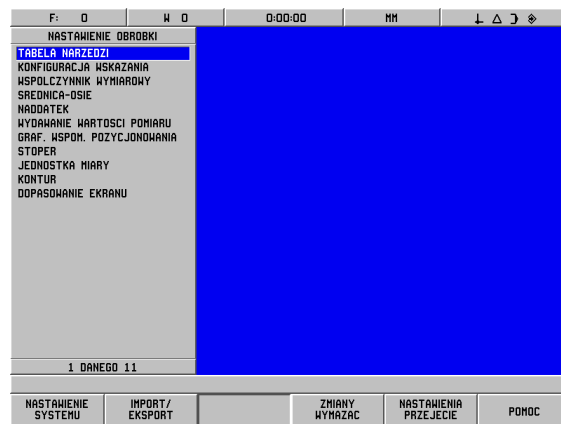 F: 0 W 0 0:00:00 MM
NASTAWIENIE OBROBKI
TABELA NARZEDZI
KONFIGURACJA WSKAZANIA
WSPOLCZYNNIK WYMIAROWY
SREDNICA-OSIE
NADDATEK
WYDAWANIE WARTOSCI POMIARU
GRAF. WSPOM. POZYCJONOWANIA
STOPER
JEDNOSTKA MIARY
KONTUR
DOPASOWANIE EKRANU
1 DANEGO 11
NASTAWIENIE
SYSTEMU
IMPORT/
EKSPORT
ZMIANY
WYMAZAC
NASTAWIENIA
PRZEJECIE
POMOC